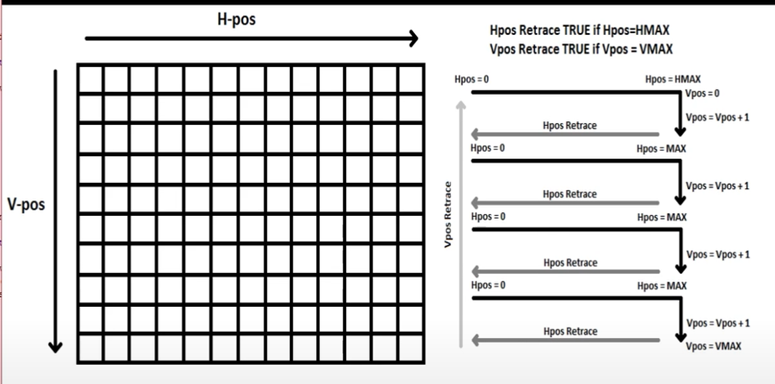 H-pos
V-pos
Hpos Retrace TRUE if Hpos=HMAX
Vpos Retrace TRUE if Vpos = VMAX
Hpos = 0
Hpos = HMAX
Vpos = 0
Vpos = Vpos + 1
Hpos Retrace
Hpos = 0
Hpos = MAX
Vpos = Vpos + 1
Hpos Retrace
Vpos Retrace
Hpos = 0
Hpos = MAX
Vpos = Vpos + 1
Hpos Retrace
Hpos = 0
Hpos = MAX
Vpos = Vpos + 1
Hpos Retrace
Vpos = VMAX